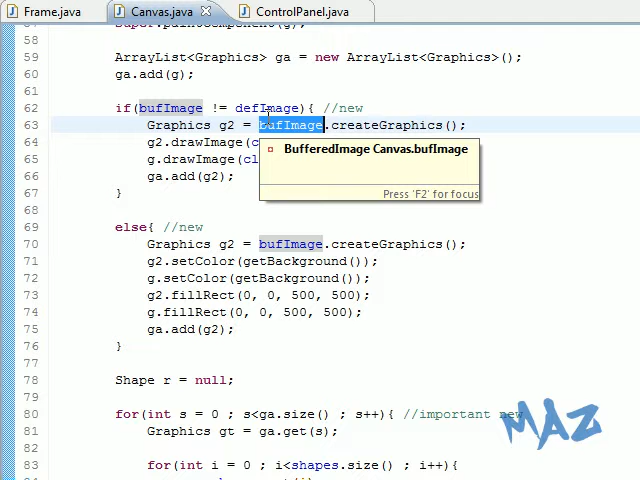 Frame.java Canvas.java ControlPanel.java
58
59 ArrayList<Graphics> ga = new ArrayList<Graphics>();
60 ga.add(g);
61
62 if(bufImage != defImage){ //new
63 Graphics g2 = bufImage.createGraphics();
64 g2.drawImage(c
65 g.drawImage(cl
66 ga.add(g2);
67 }
BufferedImage Canvas.bufImage
Press 'F2' for focus
68
69 else{ //new
70 Graphics g2 = bufImage.createGraphics();
71 g2.setColor(getBackground());
72 g.setColor(getBackground());
73 g2.fillRect(0, 0, 500, 500);
74 g.fillRect(0, 0, 500, 500);
75 ga.add(g2);
76 }
77
78 Shape r = null;
79
80 for(int s = 0 ; s<ga.size() ; s++){ //important new
81 Graphics gt = ga.get(s);
82
83 for(int i = 0 ; i<shapes.size() ; i++){
MAZ